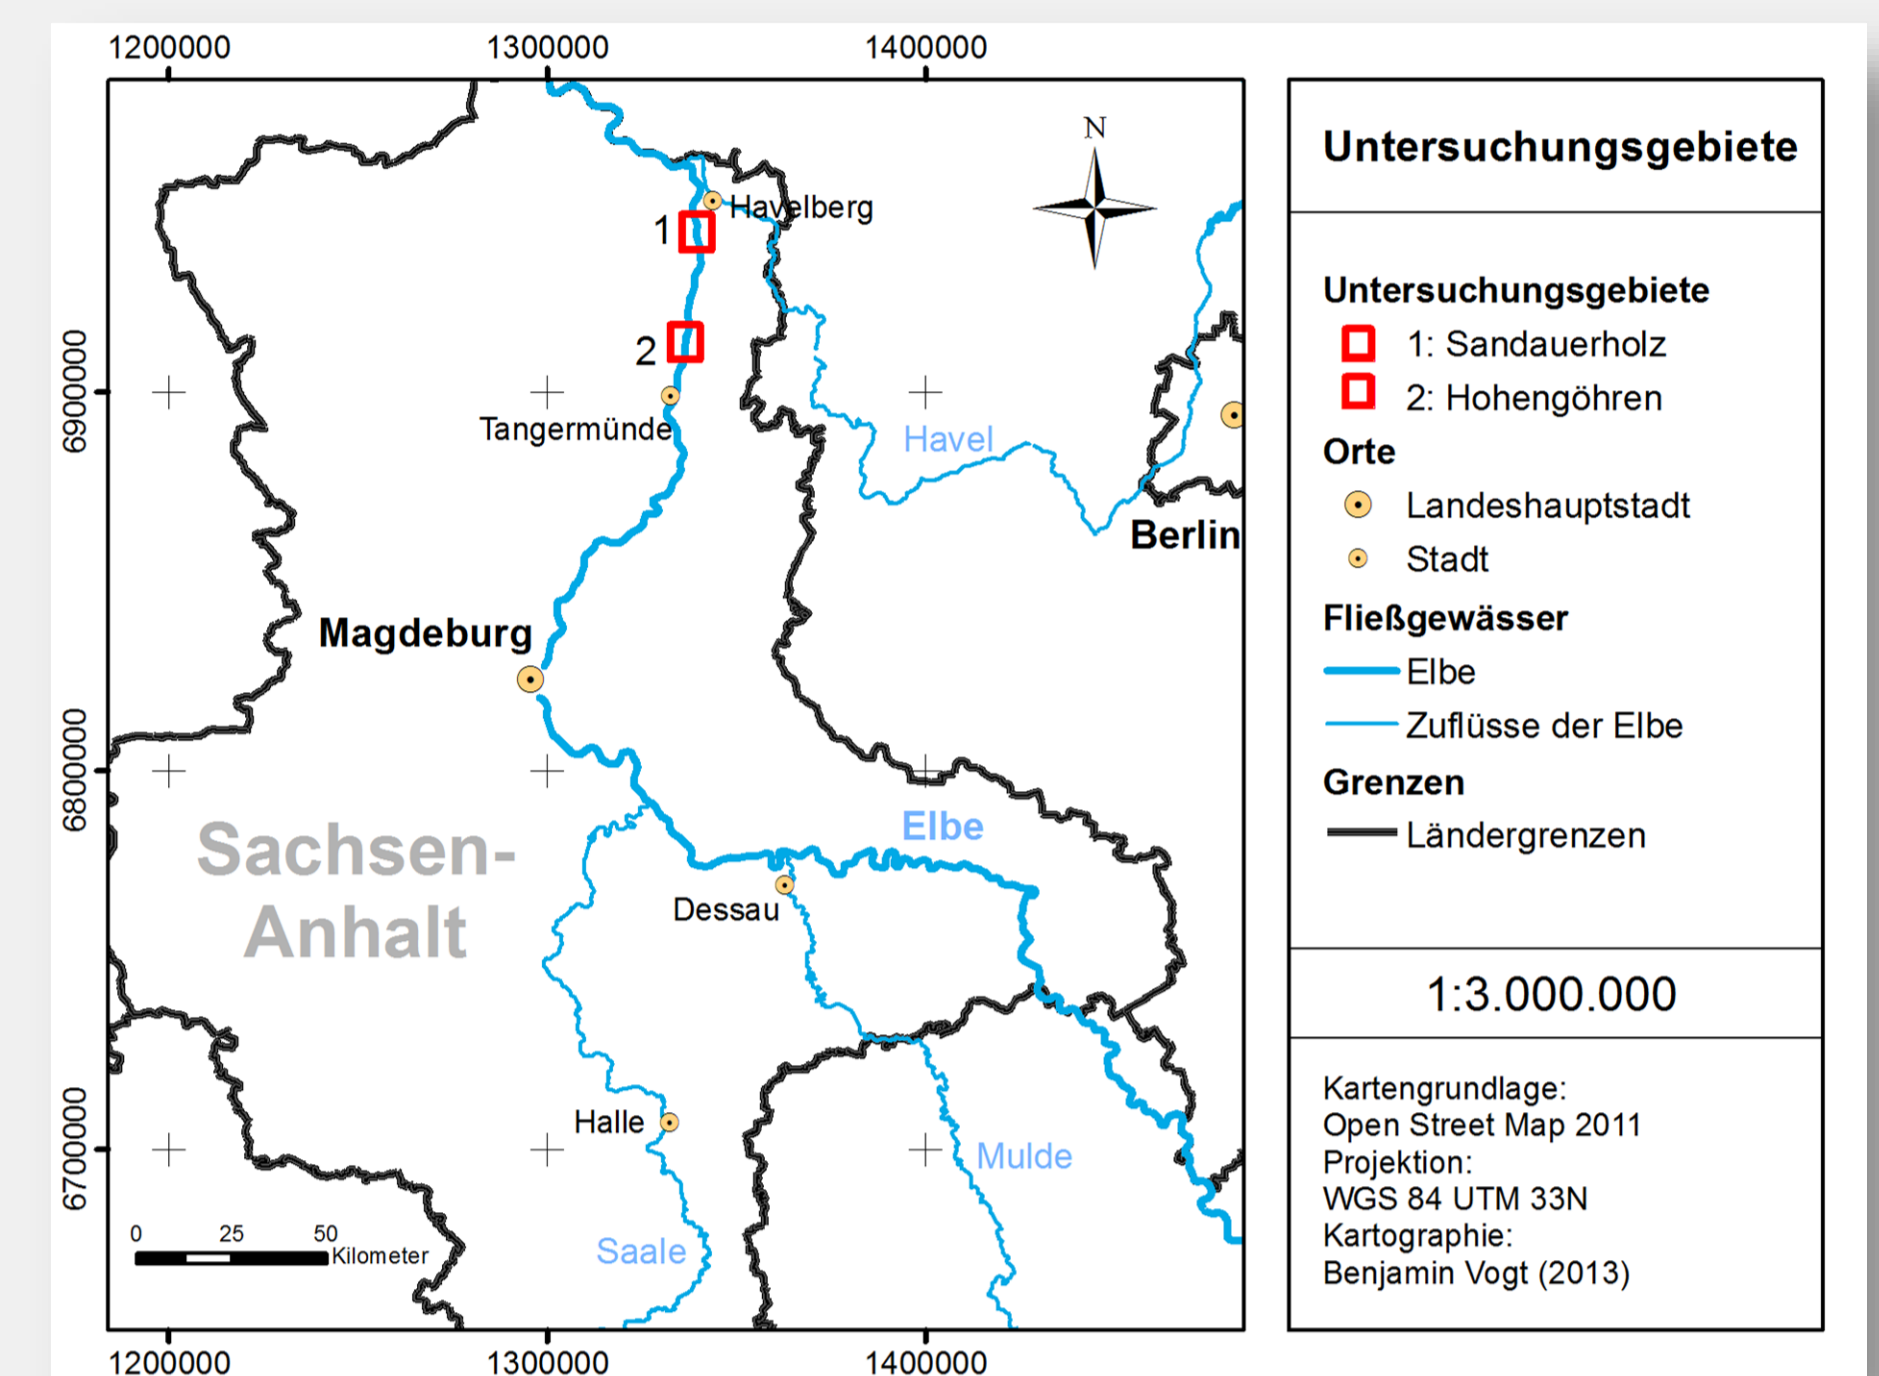 1200000 1300000 1400000
N
Havelberg
1
6900000
2
Tangermünde
Havel
Berlin
Magdeburg
6800000
Elbe
Sachsen-
Anhalt
Dessau
6700000
Halle
Mulde
0 25 50
Kilometer
Saale
1200000 1300000 1400000
Untersuchungsgebiete
Untersuchungsgebiete
1: Sandauerholz
2: Hohengöhren
Orte
Landeshauptstadt
Stadt
Fließgewässer
Elbe
Zuflüsse der Elbe
Grenzen
Ländergrenzen
1:3.000.000
Kartengrundlage:
Open Street Map 2011
Projektion:
WGS 84 UTM 33N
Kartographie:
Benjamin Vogt (2013)